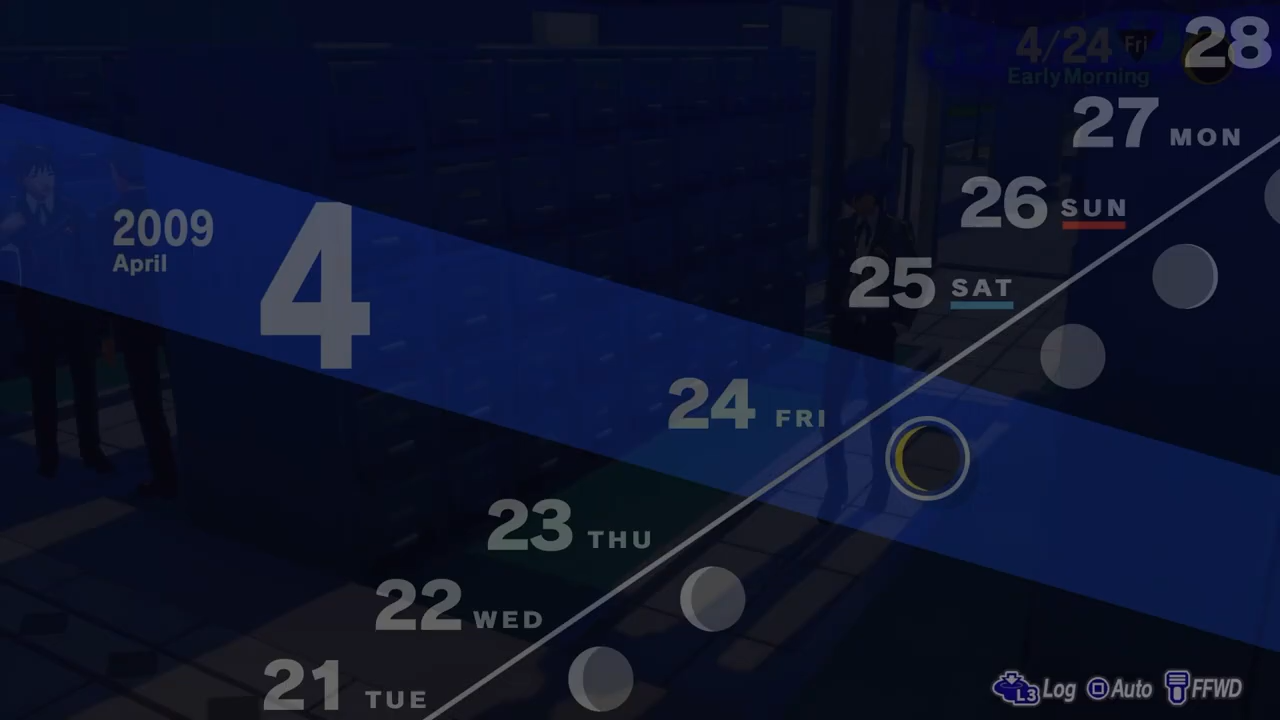 4/24 Fri
Early Morning
28
27 MON
26 SUN
25 SAT
2009
April
4
24 FRI
23 THU
22 WED
21 TUE
L3 Log Auto FFWD